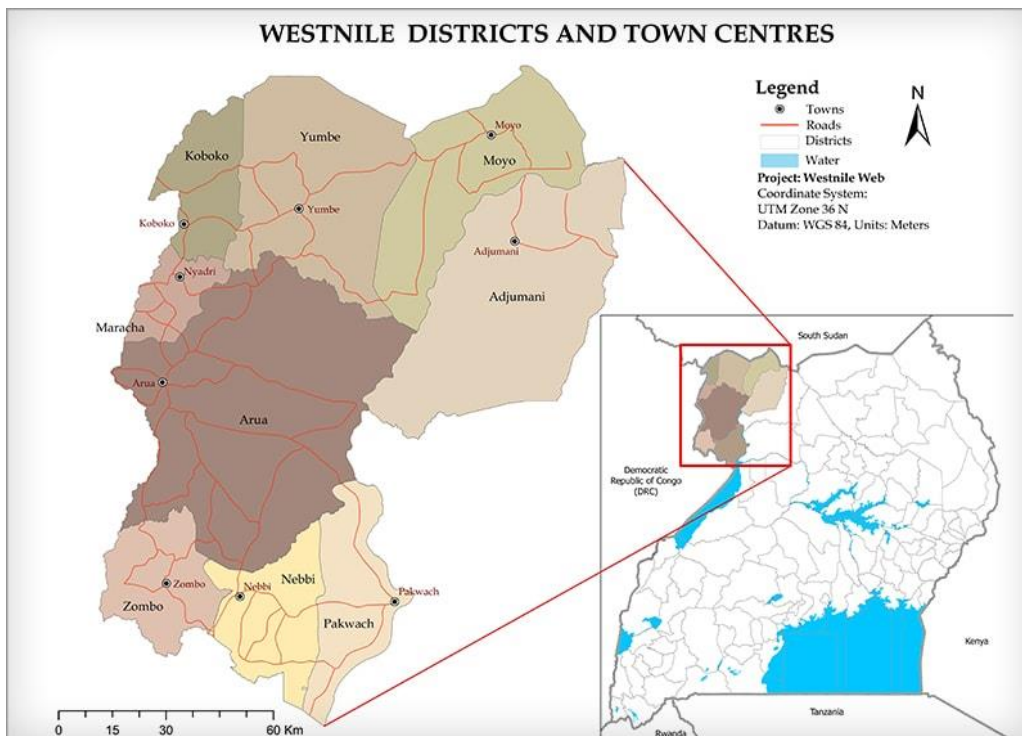 WESTNILE DISTRICTS AND TOWN CENTRES
Legend
Towns
Roads
Districts
Water
Project: Westnile Web
Coordinate System:
UTM Zone 36 N
Datum: WGS 84, Units: Meters
N
Koboko
Yumbe
Moyo
Moyo
Koboko
Yumbe
Nyadri
Adjumani
Adjumani
Maracha
Arua
Arua
Zombo
Zombo
Nebbi
Nebbi
Pakwach
Pakwach
0 15 30 60 Km
South Sudan
Democratic
Republic of Congo
(DRC)
Kenya
Tanzania
Rwanda